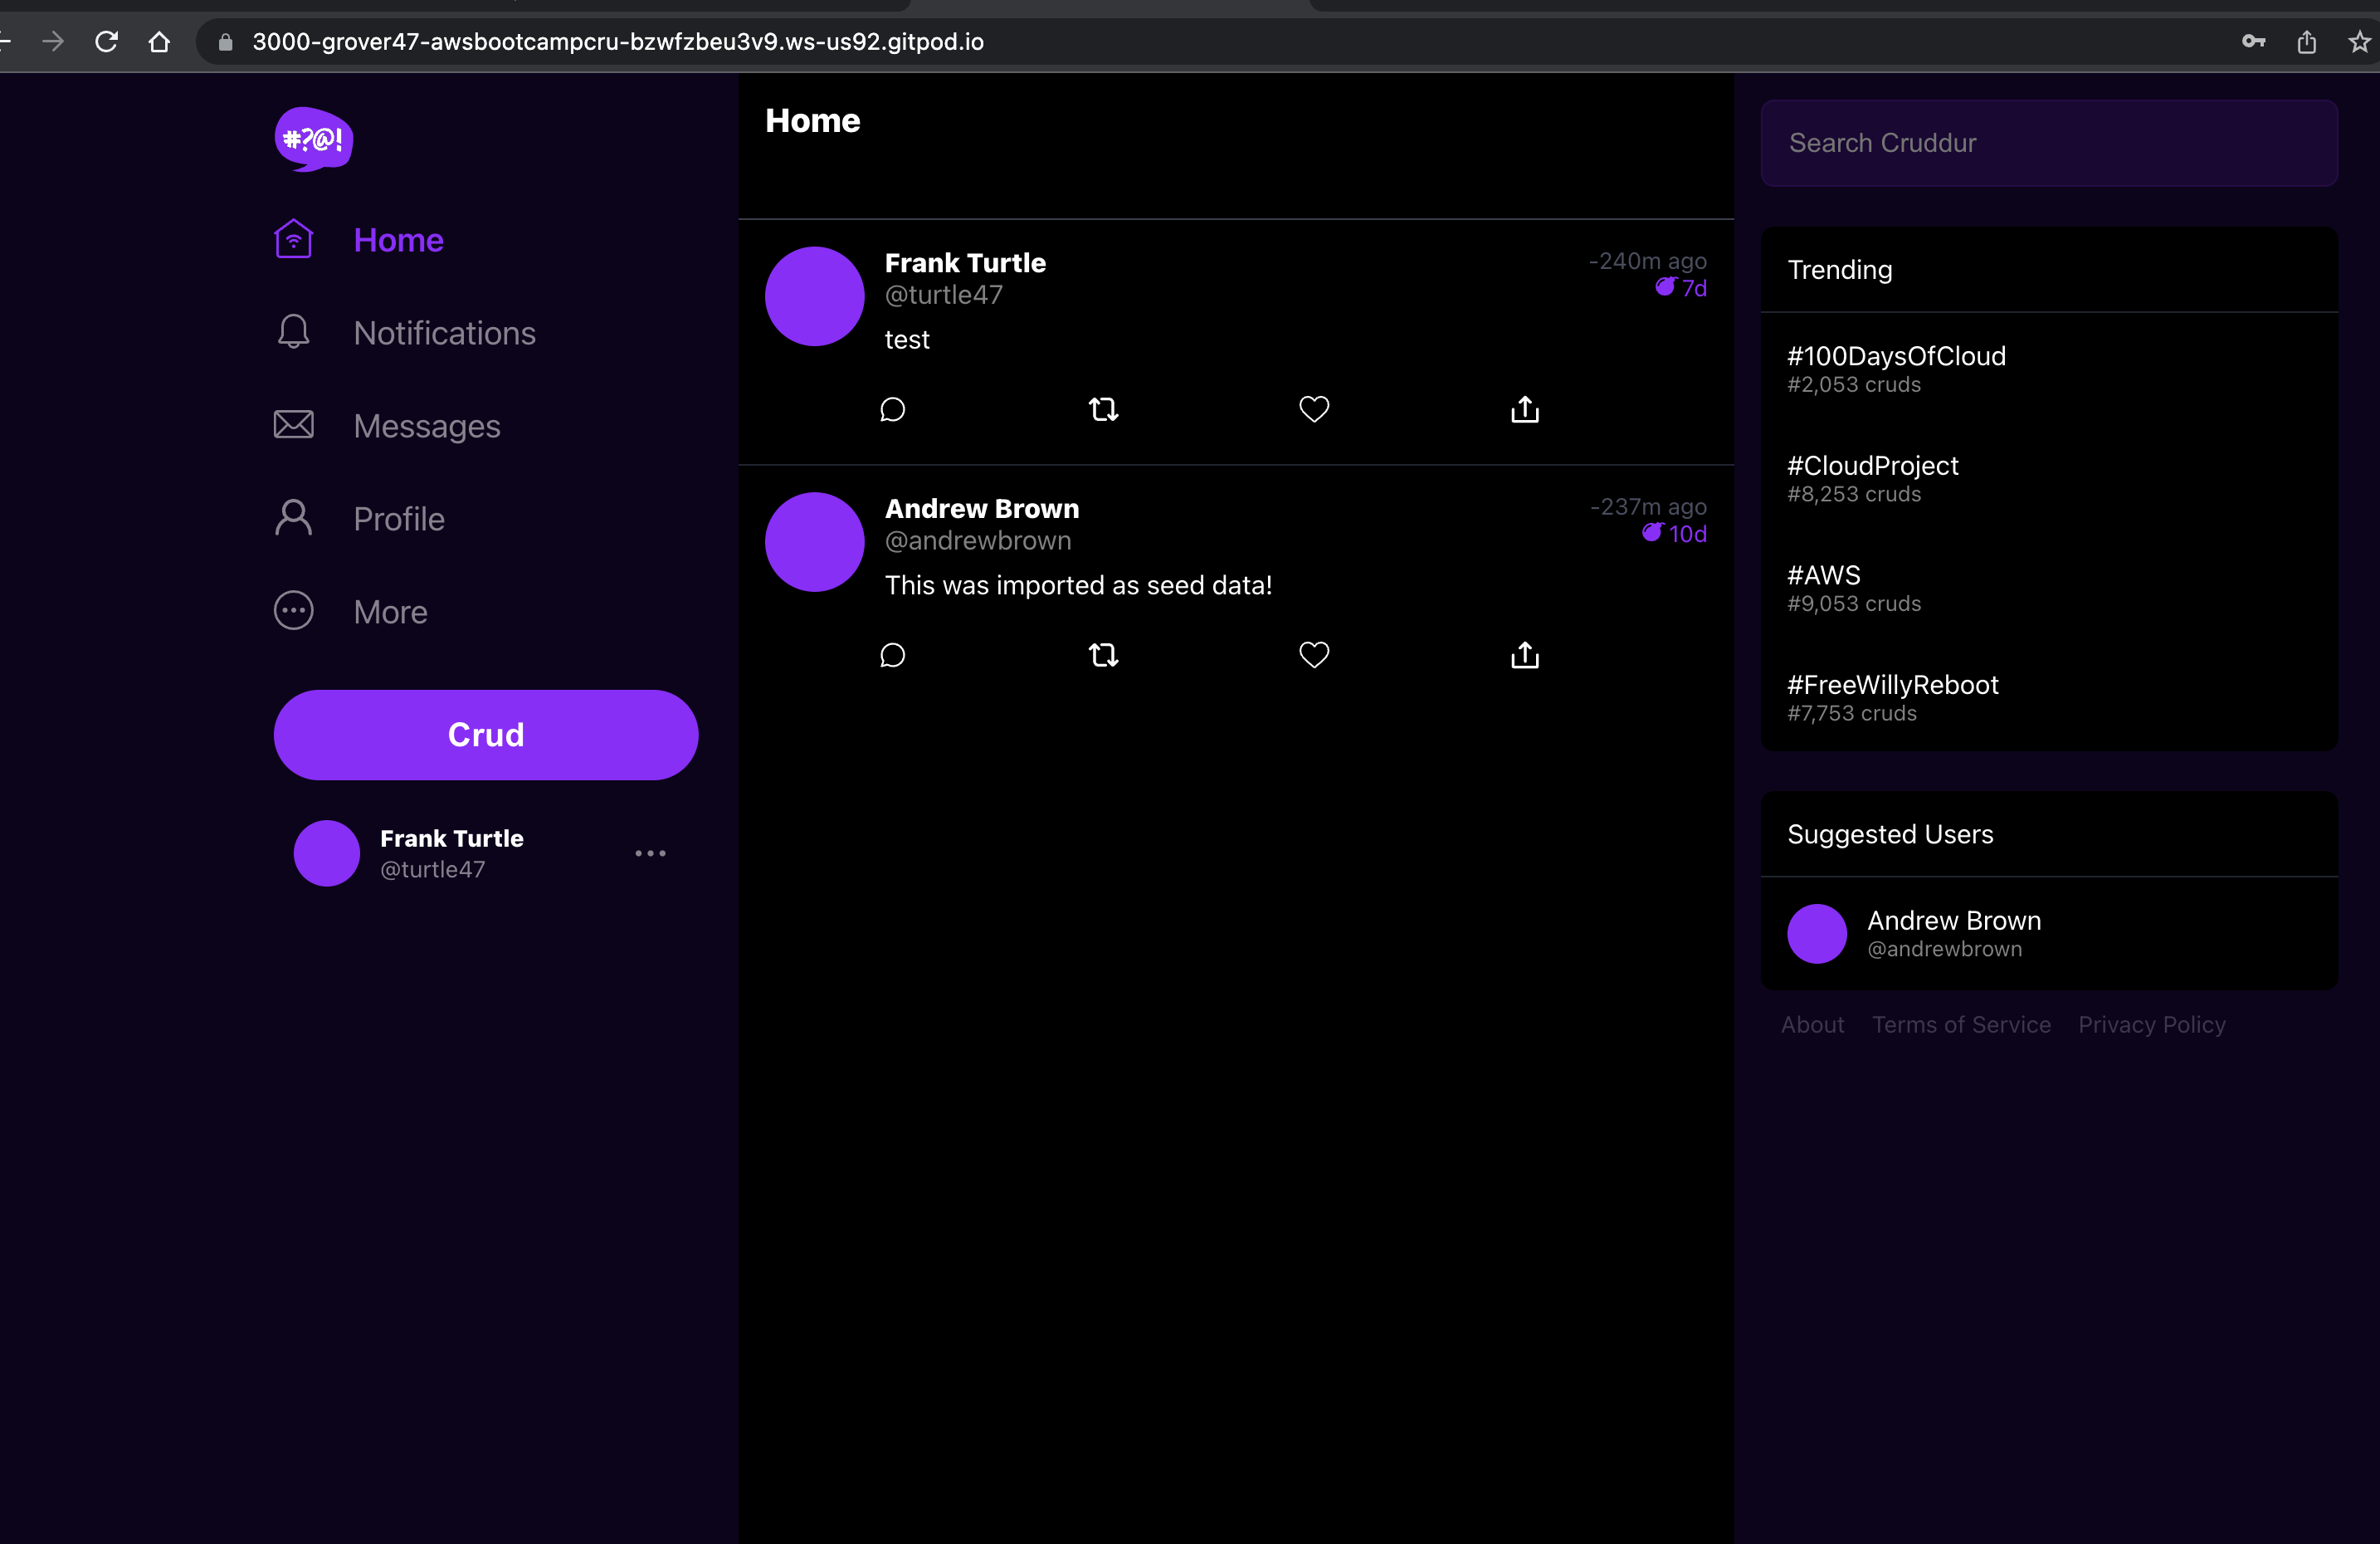 3000-grover47-awsbootcampcru-bzwfzbeu3v9.ws-us92.gitpod.io
#?@!
Home
Notifications
Messages
Profile
More
Crud
Frank Turtle
@turtle47
Home
Frank Turtle
-240m ago
@turtle47
7d
test
Andrew Brown
-237m ago
@andrewbrown
10d
This was imported as seed data!
Search Cruddur
Trending
#100DaysOfCloud
#2,053 cruds
#CloudProject
#8,253 cruds
#AWS
#9,053 cruds
#FreeWillyReboot
#7,753 cruds
Suggested Users
Andrew Brown
@andrewbrown
About Terms of Service Privacy Policy